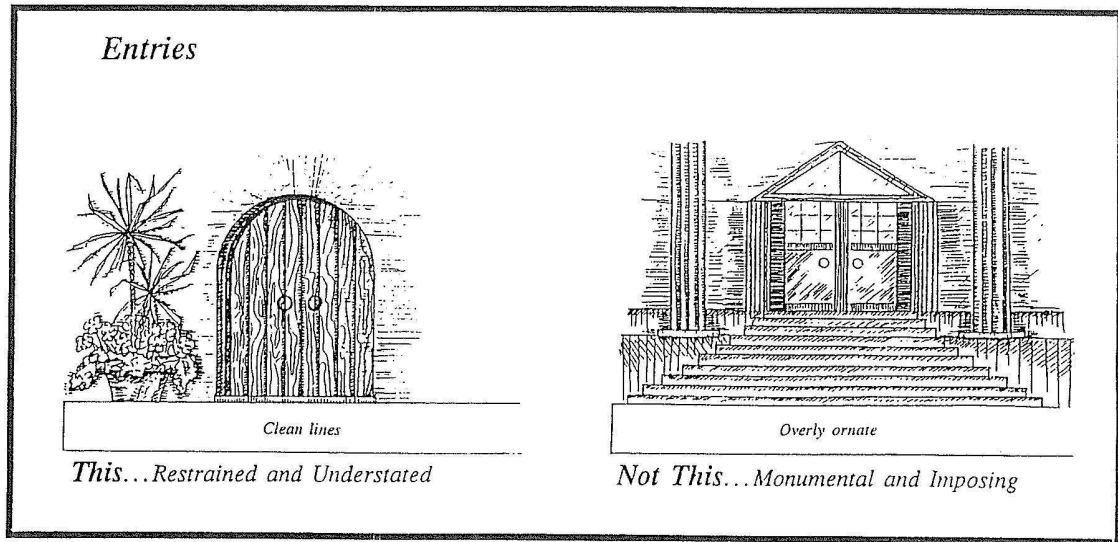 Entries
Clean lines
This...Restrained and Understated
Overly ornate
Not This...Monumental and Imposing